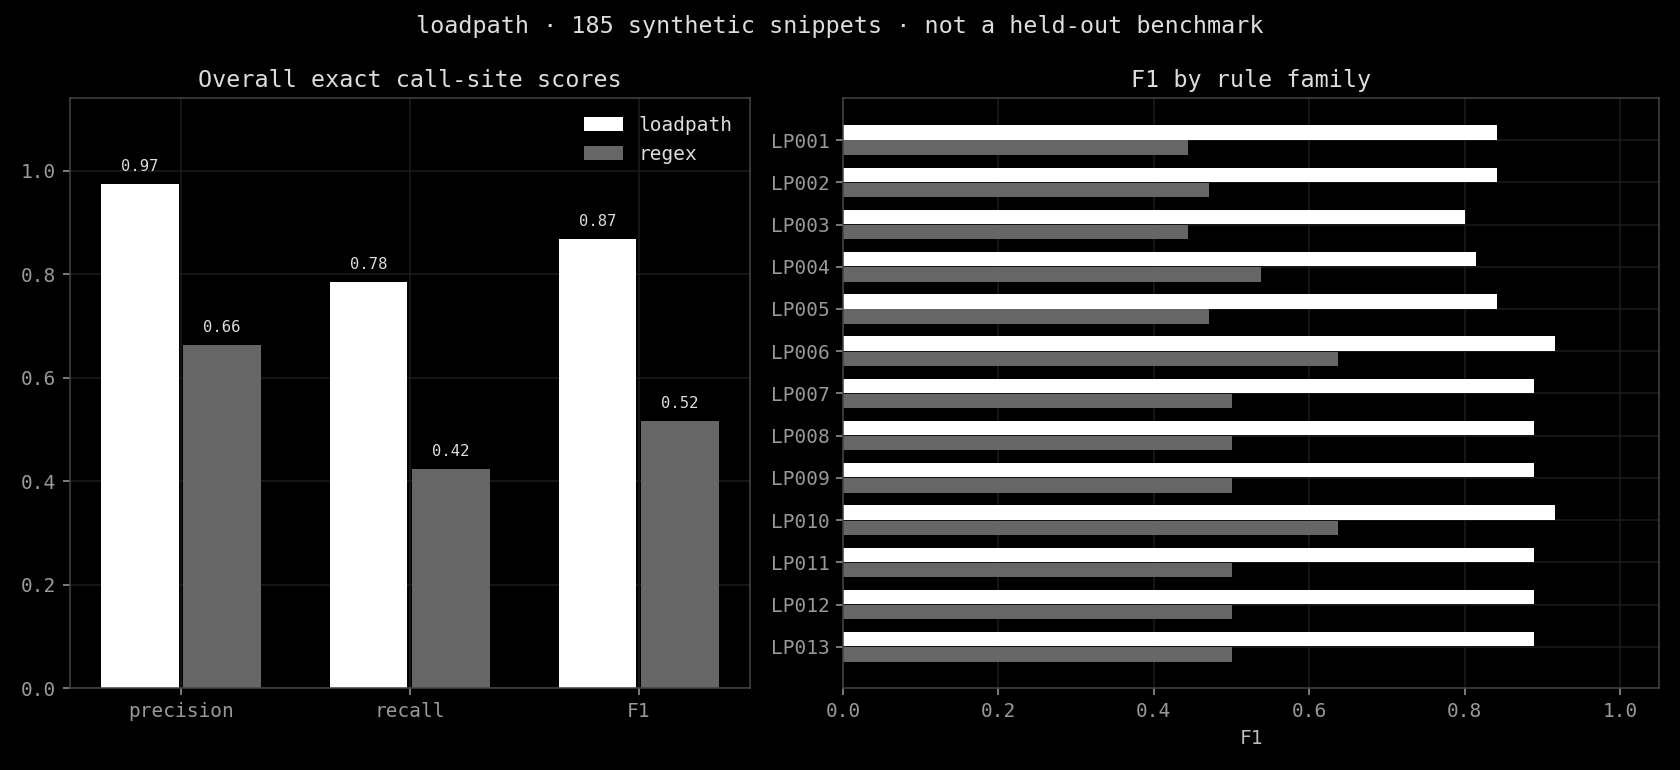 loadpath · 185 synthetic snippets · not a held-out benchmark
Overall exact call-site scores
loadpath
regex
1.0
0.8
0.6
0.4
0.2
0.0
0.97
0.66
0.78
0.42
0.87
0.52
precision
recall
F1
F1 by rule family
LP001
LP002
LP003
LP004
LP005
LP006
LP007
LP008
LP009
LP010
LP011
LP012
LP013
0.0 0.2 0.4 0.6 0.8 1.0
F1